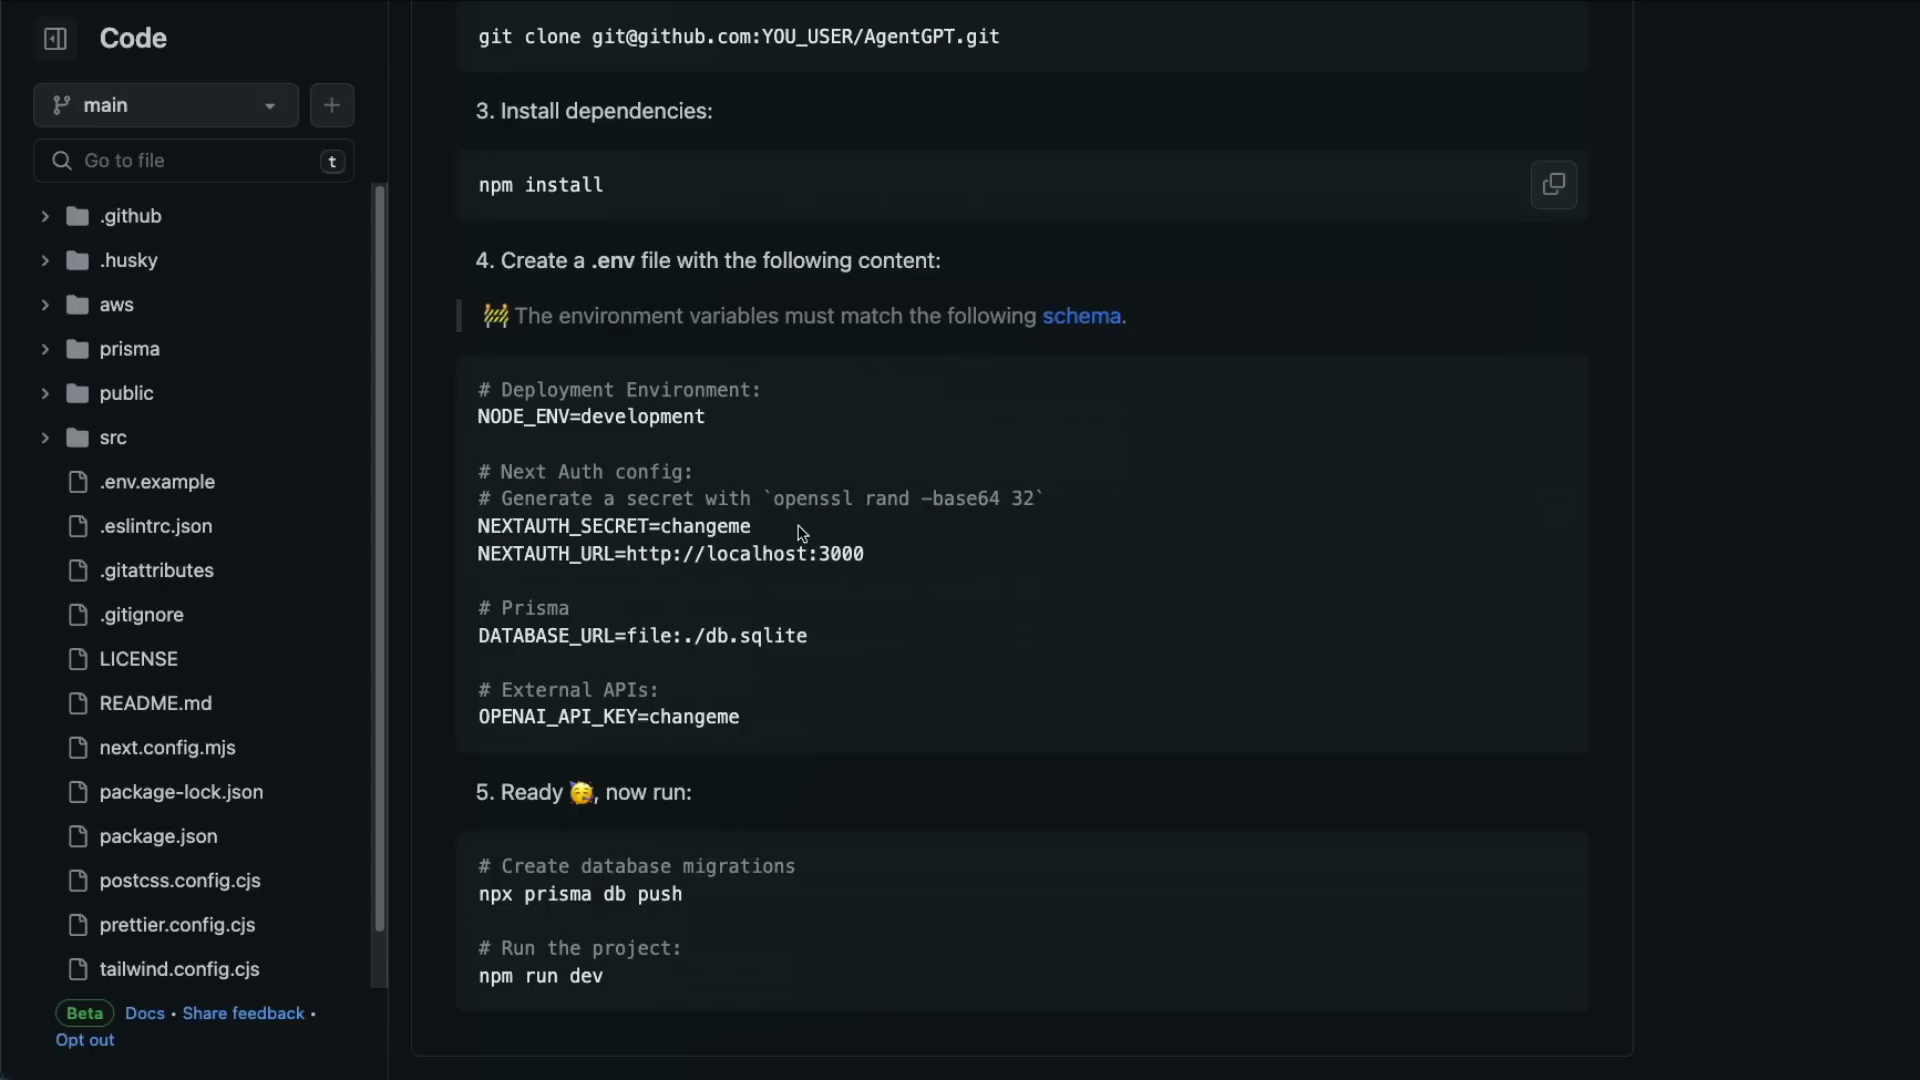 Code
main
Go to file
t
.github
.husky
aws
prisma
public
src
.env.example
.eslintrc.json
.gitattributes
.gitignore
LICENSE
README.md
next.config.mjs
package-lock.json
package.json
postcss.config.cjs
prettier.config.cjs
tailwind.config.cjs
Beta Docs • Share feedback •
Opt out
git clone git@github.com:YOU_USER/AgentGPT.git
3. Install dependencies:
npm install
4. Create a .env file with the following content:
🚧 The environment variables must match the following schema.
# Deployment Environment:
NODE_ENV=development
# Next Auth config:
# Generate a secret with `openssl rand -base64 32`
NEXTAUTH_SECRET=changeme
NEXTAUTH_URL=http://localhost:3000
# Prisma
DATABASE_URL=file:./db.sqlite
# External APIs:
OPENAI_API_KEY=changeme
5. Ready 🥳, now run:
# Create database migrations
npx prisma db push
# Run the project:
npm run dev